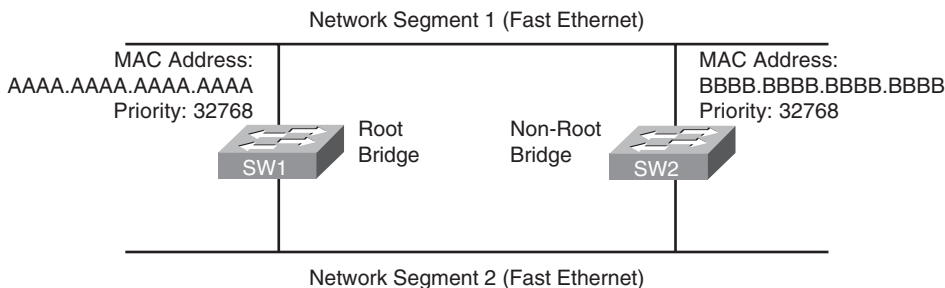 Network Segment 1 (Fast Ethernet)
MAC Address:
AAAA.AAAA.AAAA.AAAA
Priority: 32768
MAC Address:
BBBB.BBBB.BBBB.BBBB
Priority: 32768
SW1
Root
Bridge
Non-Root
Bridge
SW2
Network Segment 2 (Fast Ethernet)